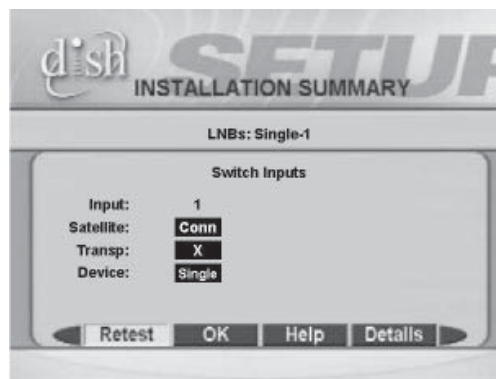 dish
SETUP
INSTALLATION SUMMARY
LNBs: Single-1
Switch Inputs
Input: 1
Satellite: Conn
Transp: X
Device: Single
Retest OK Help Details